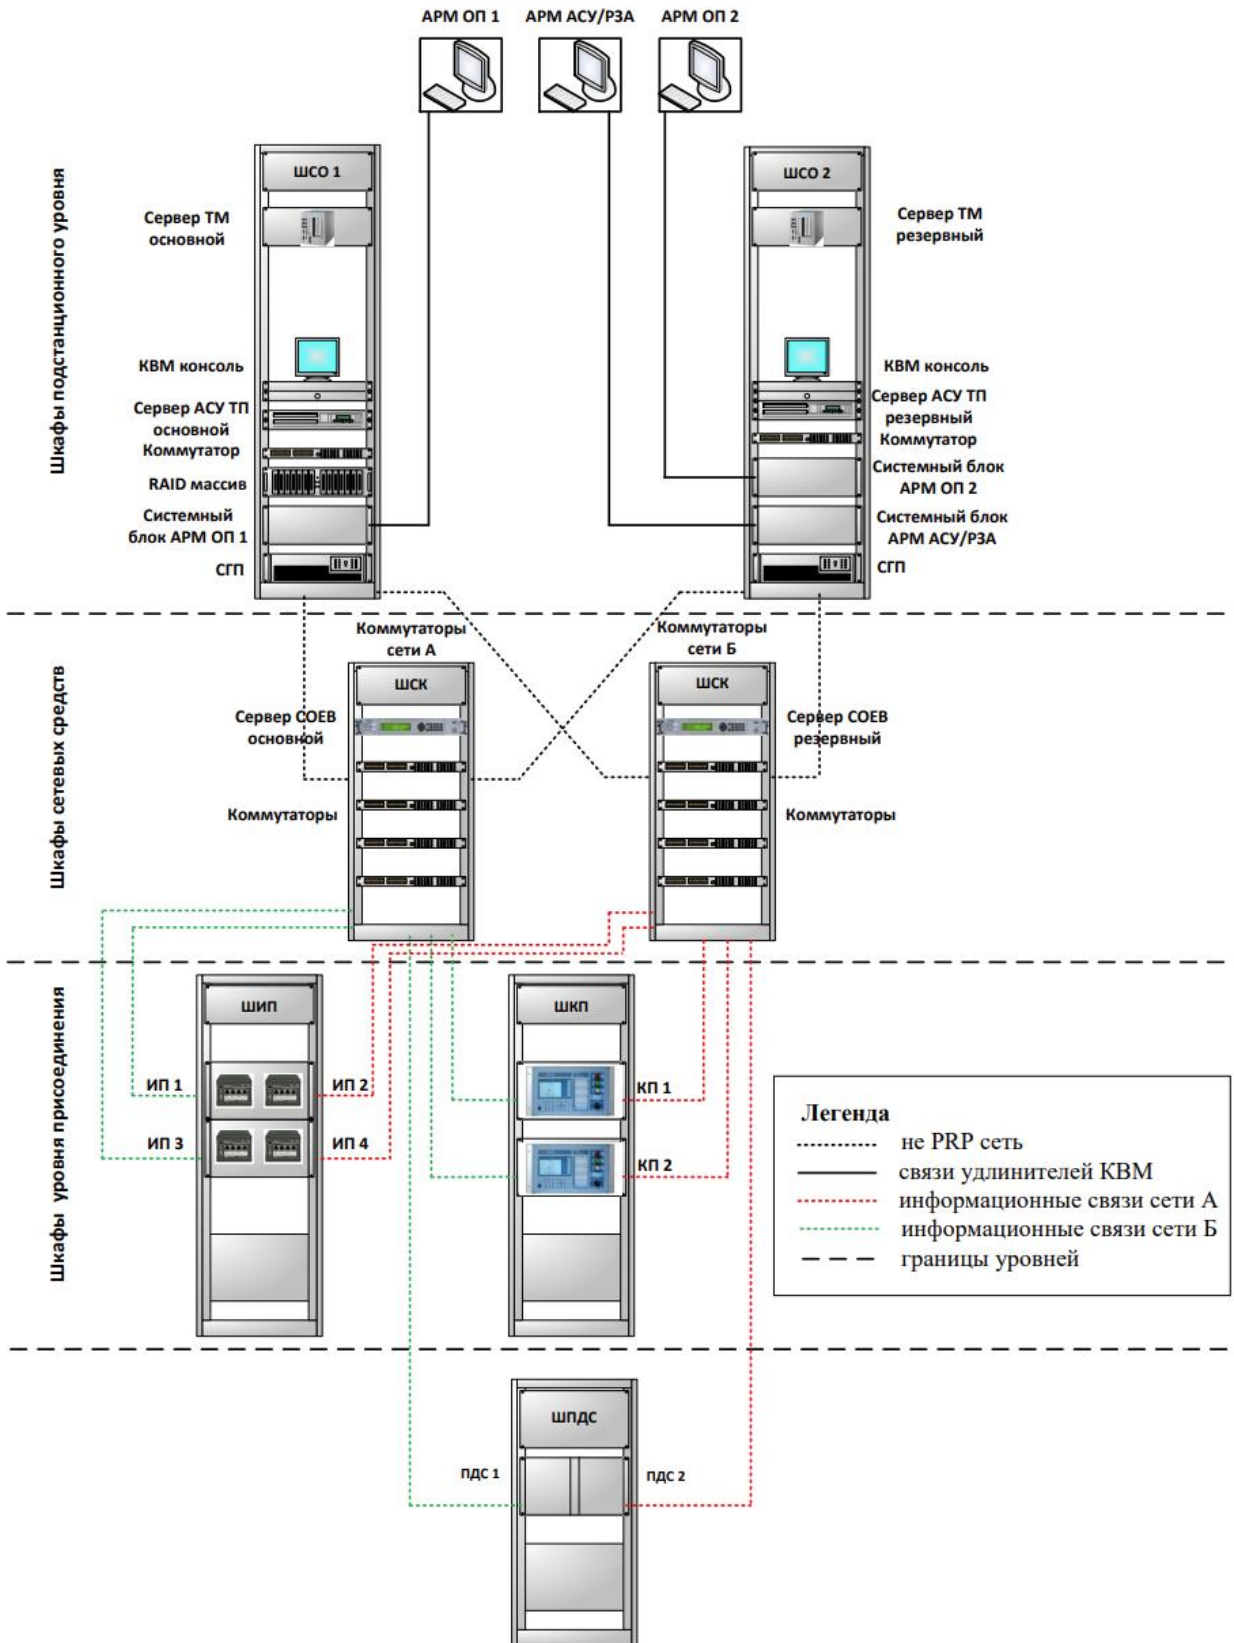 АРМ ОП 1
АРМ АСУ/РЗА
АРМ ОП 2
Шкафы подстанционного уровня
ШСО 1
Сервер ТМ
основной
КВМ консоль
Сервер АСУ ТП
основной
Коммутатор
RAID массив
Системный
блок АРМ ОП 1
СГП
ШСО 2
Сервер ТМ
резервный
КВМ консоль
Сервер АСУ ТП
резервный
Коммутатор
Системный блок
АРМ ОП 2
Системный блок
АРМ АСУ/РЗА
СГП
Шкафы сетевых средств
Коммутаторы
сети А
ШСК
Сервер СОЕВ
основной
Коммутаторы
Коммутаторы
сети Б
ШСК
Сервер СОЕВ
резервный
Коммутаторы
Шкафы уровня присоединения
ШИП
ИП 1
ИП 2
ИП 3
ИП 4
ШКП
КП 1
КП 2
Легенда
не PRP сеть
связи удлинителей КВМ
информационные связи сети А
информационные связи сети Б
границы уровней
ШПДС
ПДС 1
ПДС 2